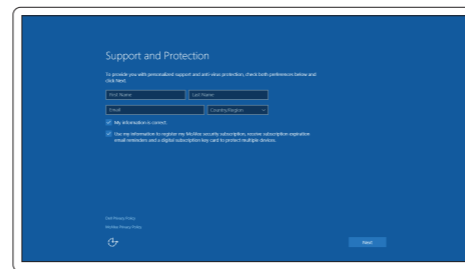 Support and Protection
To provide you with personalized support and anti-virus protection, check both preferences below and
click Next.
First Name
Last Name
Email
Country/Region
My information is correct.
Use my information to register my McAfee security subscription, receive subscription expiration
email reminders and a digital subscription key card to protect multiple devices.
Dell Privacy Policy
McAfee Privacy Policy
Next